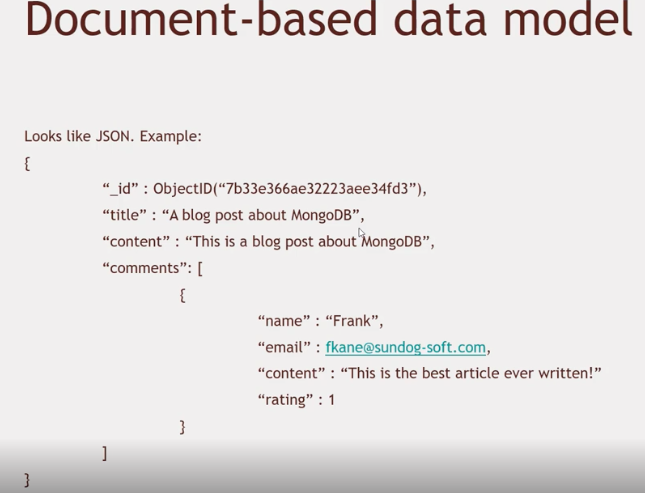 Document-based data model
Looks like JSON. Example:
{
“_id” : ObjectID(“7b33e366ae32223aee34fd3”),
“title” : “A blog post about MongoDB”,
“content” : “This is a blog post about MongoDB”,
“comments”: [
{
“name” : “Frank”,
“email” : fkane@sundog-soft.com,
“content” : “This is the best article ever written!”
“rating” : 1
}
]
}